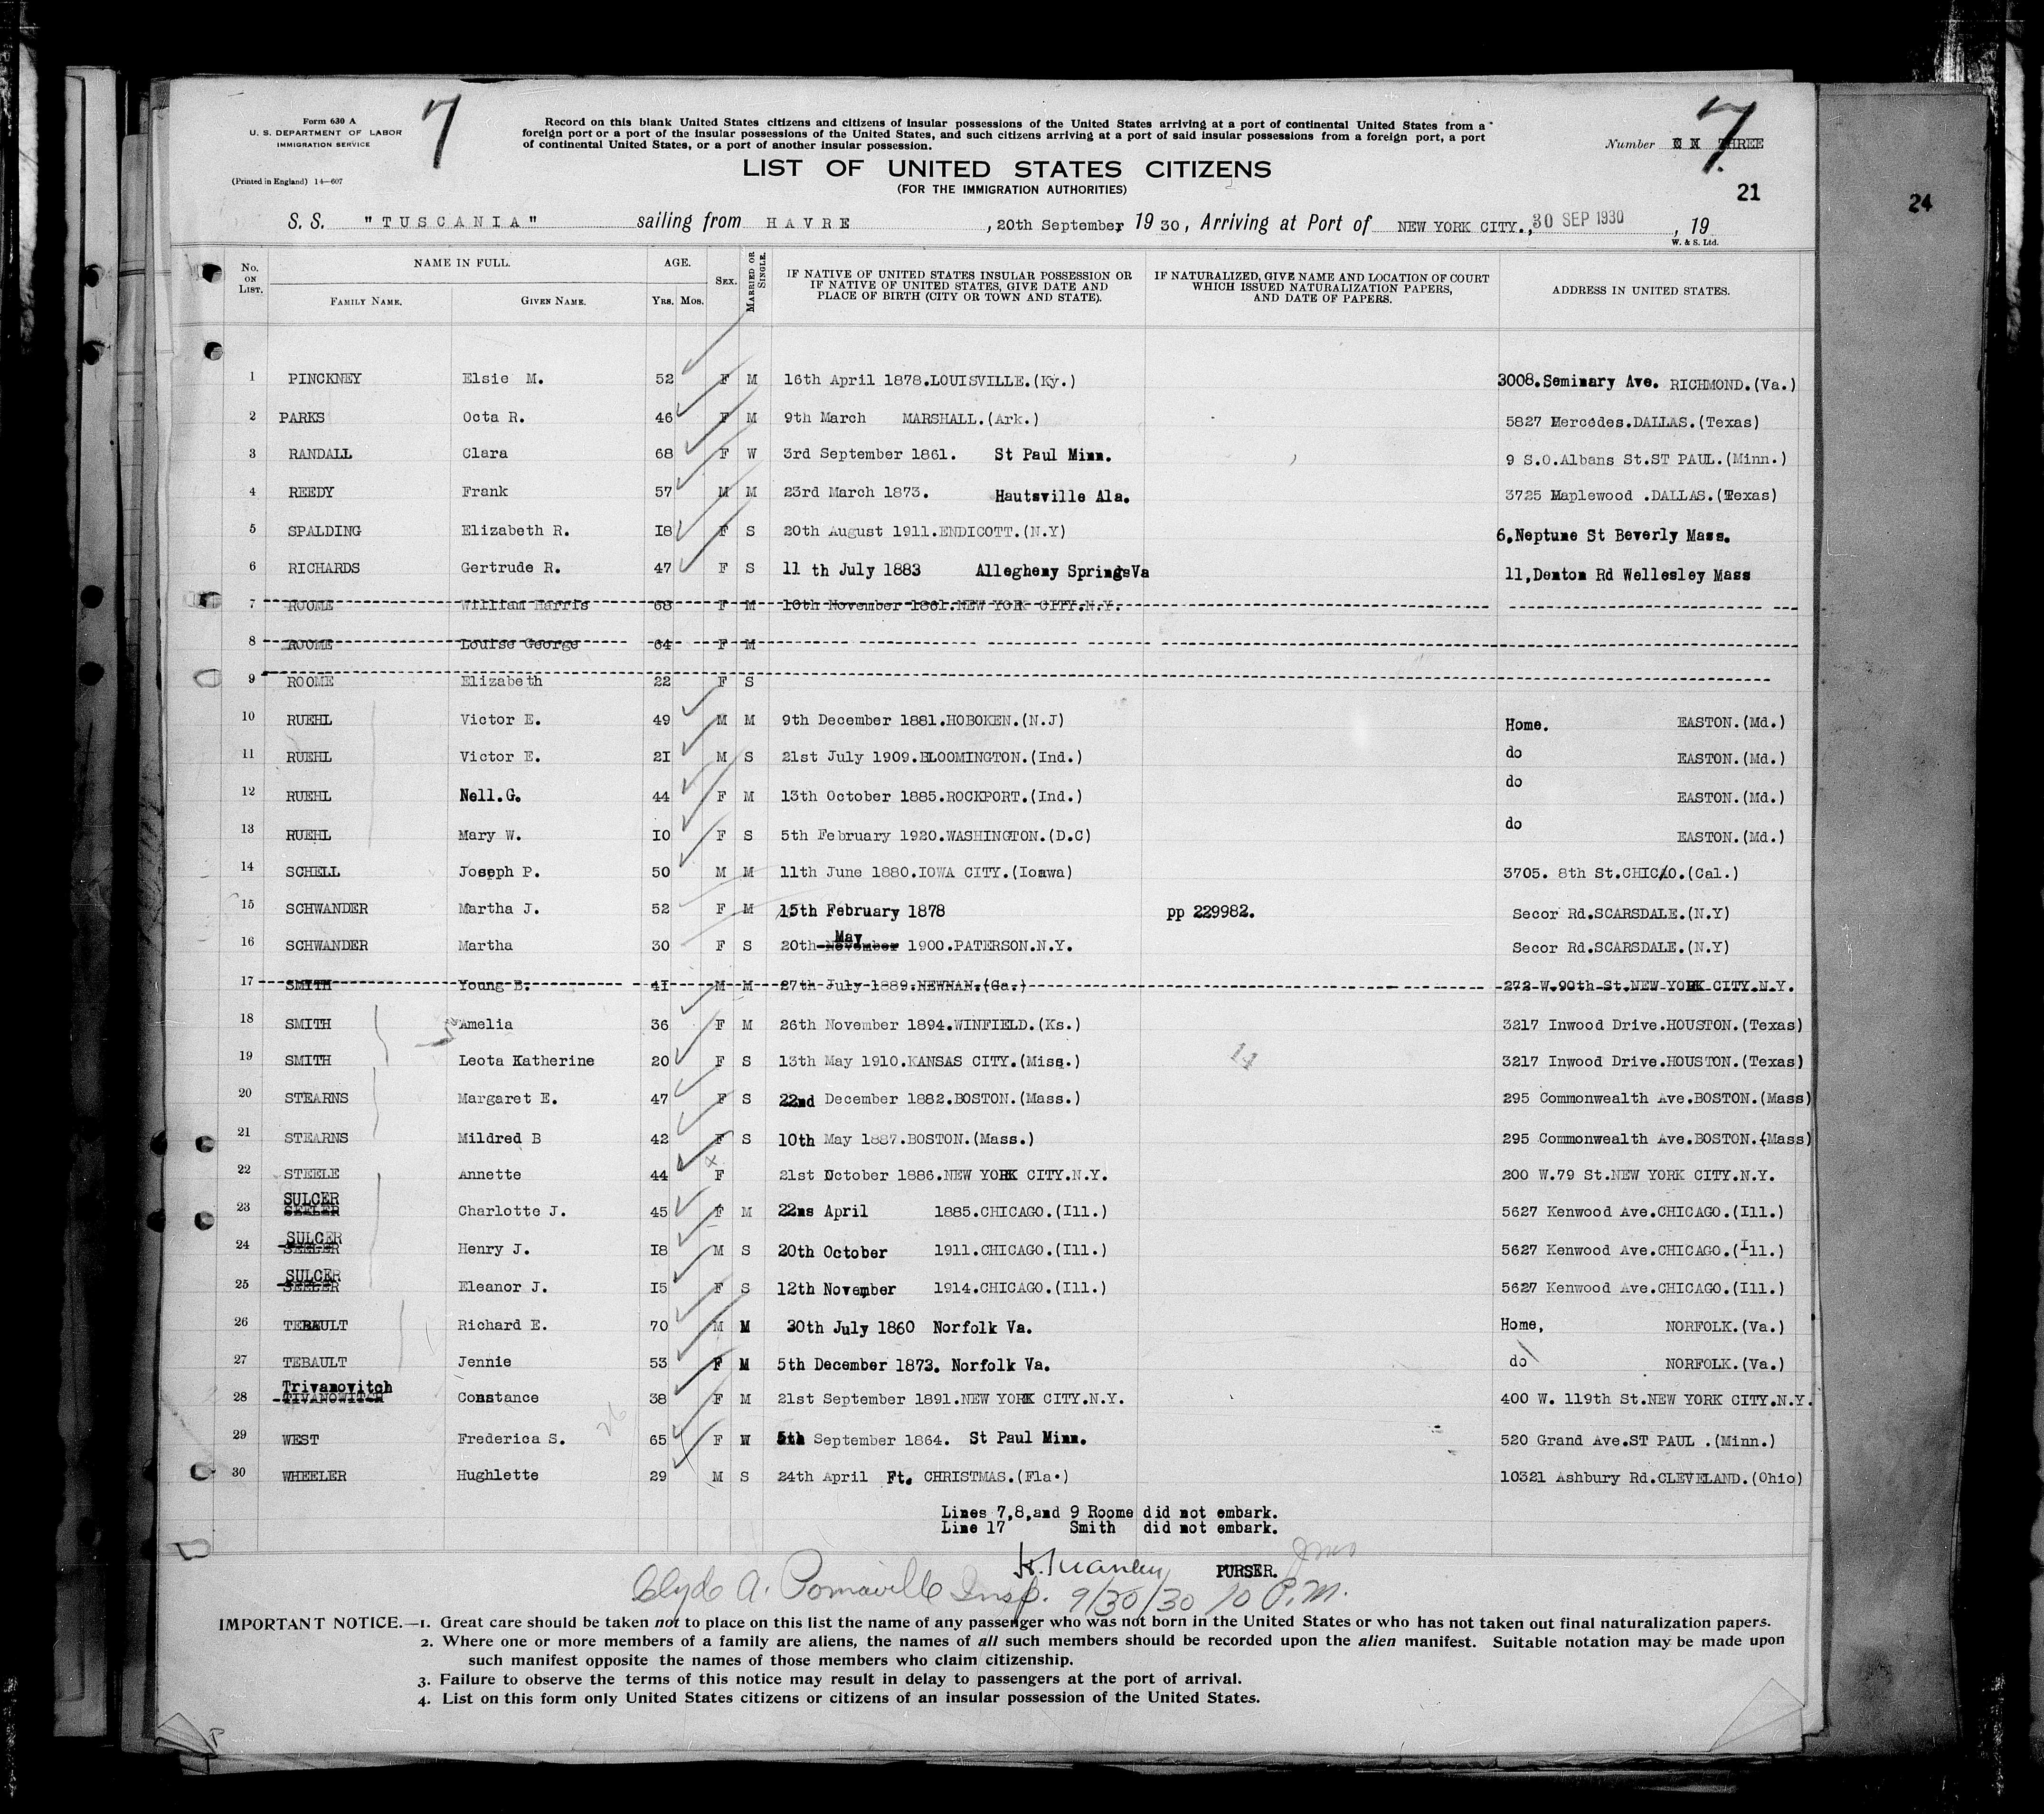 Form 630 A
U. S. DEPARTMENT OF LABOR
IMMIGRATION SERVICE
(Printed in England) 14—607
7
Record on this blank United States citizens and citizens of insular possessions of the United States arriving at a port of continental United States from a
foreign port or a port of the insular possessions of the United States, and such citizens arriving at a port of said insular possessions from a foreign port, a port
of continental United States, or a port of another insular possession.
7
Number THREE
LIST OF UNITED STATES CITIZENS
(FOR THE IMMIGRATION AUTHORITIES)
21
24
S. S. "TUSCANIA" sailing from HAVRE, 20th September, 1930, Arriving at Port of NEW YORK CITY., 30 SEP 1930, 19
W. & S. Ltd.
No. ON LIST. NAME IN FULL. FAMILY NAME. GIVEN NAME. AGE. YRS. MOS. SEX. MARRIED OR SINGLE. IF NATIVE OF UNITED STATES INSULAR POSSESSION OR IF NATIVE OF UNITED STATES, GIVE DATE AND PLACE OF BIRTH (CITY OR TOWN AND STATE). IF NATURALIZED, GIVE NAME AND LOCATION OF COURT WHICH ISSUED NATURALIZATION PAPERS, AND DATE OF PAPERS. ADDRESS IN UNITED STATES.
1 PINCKNEY Elsie M. 52 F M 16th April 1878.LOUISVILLE.(Ky.) 3008.Seminary Ave. RICHMOND.(Va.)
2 PARKS Octa R. 46 F M 9th March MARSHALL.(Ark.) 5827 Mercedes.DALLAS.(Texas)
3 RANDALL Clara 68 F W 3rd September 1861. St Paul Minn. 9 S.O.Albans St.ST PAUL.(Minn.)
4 REEDY Frank 57 M M 23rd March 1873. Hautsville Ala. 3725 Maplewood .DALLAS.(Texas)
5 SPALDING Elizabeth R. I8 F S 20th August 1911.ENDICOTT.(N.Y) 6,Neptune St Beverly Mass.
6 RICHARDS Gertrude R. 47 F S 11 th July 1883 Allegheny SpringsVa 11,Denton Rd Wellesley Mass
7 ROOME William Harris 68 F M 10th November 1861.NEW YORK CITY.N.Y.
8 ROOME Louise George 64 F M
9 ROOME Elizabeth 22 F S
10 RUEHL Victor E. 49 M M 9th December 1881.HOBOKEN.(N.J) Home. EASTON.(Md.)
11 RUEHL Victor E. 2I M S 21st July 1909.BLOOMINGTON.(Ind.) do EASTON.(Md.)
12 RUEHL Nell.G. 44 F M 13th October 1885.ROCKPORT.(Ind.) do EASTON.(Md.)
13 RUEHL Mary W. I0 F S 5th February 1920.WASHINGTON.(D.C) do EASTON.(Md.)
14 SCHELL Joseph P. 50 M M 11th June 1880.IOWA CITY.(Ioawa) 3705. 8th St.CHICO.(Cal.)
15 SCHWANDER Martha J. 52 F M 15th February 1878 pp 229982. Secor Rd.SCARSDALE.(N.Y)
May
16 SCHWANDER Martha 30 F S 20th November 1900.PATERSON.N.Y. Secor Rd.SCARSDALE.(N.Y)
17 SMITH Young B. 4I M M 27th July 1889.NEWNAN.(Ga.) 272 W.90th St.NEW YORK CITY.N.Y.
18 SMITH Amelia 36 F M 26th November 1894.WINFIELD.(Ks.) 3217 Inwood Drive.HOUSTON.(Texas)
19 SMITH Leota Katherine 20 F S 13th May 1910.KANSAS CITY.(Miss.) 14 3217 Inwood Drive.HOUSTON.(Texas)
20 STEARNS Margaret E. 47 F S 22nd December 1882.BOSTON.(Mass.) 295 Commonwealth Ave.BOSTON.(Mass)
21 STEARNS Mildred B 42 F S 10th May 1887.BOSTON.(Mass.) 295 Commonwealth Ave.BOSTON.(Mass)
22 STEELE Annette 44 F 21st October 1886.NEW YORK CITY.N.Y. 200 W.79 St.NEW YORK CITY.N.Y.
SULCER
23 SEELER Charlotte J. 45 F M 22ns April 1885.CHICAGO.(Ill.) 5627 Kenwood Ave.CHICAGO.(Ill.)
SULCER
24 SEELER Henry J. I8 M S 20th October 1911.CHICAGO.(Ill.) 5627 Kenwood Ave.CHICAGO.(Ill.)
SULCER
25 SEELER Eleanor J. I5 F S 12th November 1914.CHICAGO.(Ill.) 5627 Kenwood Ave.CHICAGO.(Ill.)
26 TEBAULT Richard E. 70 M M 30th July 1860 Norfolk Va. Home, NORFOLK.(Va.)
27 TEBAULT Jennie 53 F M 5th December 1873. Norfolk Va. do NORFOLK.(Va.)
Trivanovitch
28 TIVANOWITCH Constance 38 F M 21st September 1891.NEW YORK CITY.N.Y. 400 W. 119th St.NEW YORK CITY.N.Y.
29 WEST Frederica S. 26 65 F W 5th September 1864. St Paul Minn. 520 Grand Ave.ST PAUL .(Minn.)
30 WHEELER Hughlette 29 M S 24th April Ft. CHRISTMAS.(Fla.) 10321 Ashbury Rd.CLEVELAND.(Ohio)
Lines 7,8,and 9 Roome did not embark.
Line 17 Smith did not embark.
PURSER.
Clyde A. Pomaville Insp. 9/30/30 10 P.M.
IMPORTANT NOTICE.—1. Great care should be taken not to place on this list the name of any passenger who was not born in the United States or who has not taken out final naturalization papers.
2. Where one or more members of a family are aliens, the names of all such members should be recorded upon the alien manifest. Suitable notation may be made upon
such manifest opposite the names of those members who claim citizenship.
3. Failure to observe the terms of this notice may result in delay to passengers at the port of arrival.
4. List on this form only United States citizens or citizens of an insular possession of the United States.